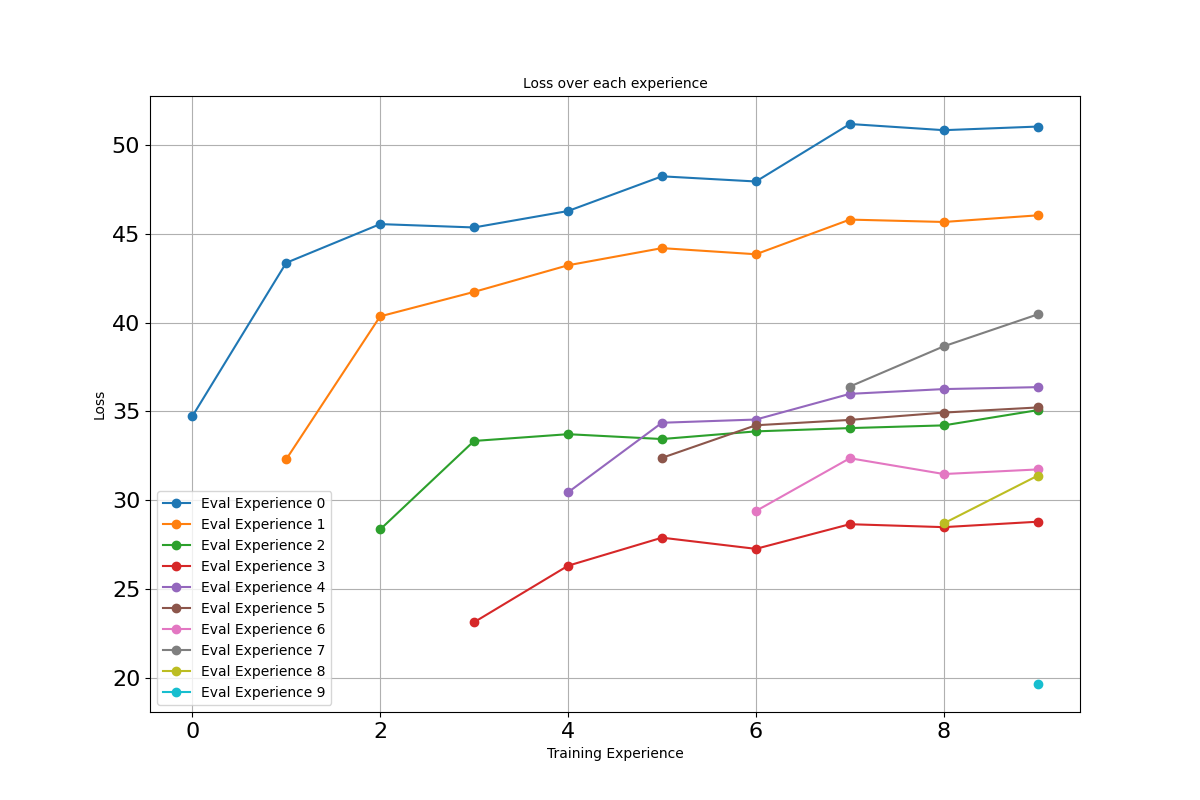 Loss over each experience
50
45
40
35
30
25
20
Loss
Eval Experience 0
Eval Experience 1
Eval Experience 2
Eval Experience 3
Eval Experience 4
Eval Experience 5
Eval Experience 6
Eval Experience 7
Eval Experience 8
Eval Experience 9
0 2 4 6 8
Training Experience